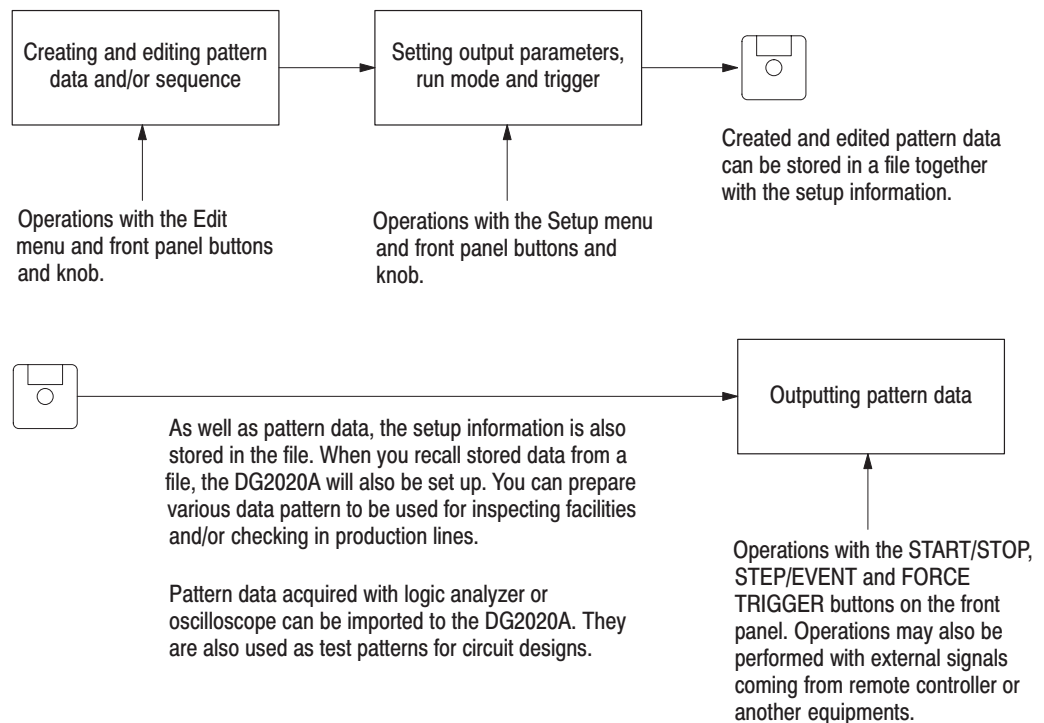 Creating and editing pattern
data and/or sequence
Setting output parameters,
run mode and trigger
Created and edited pattern data
can be stored in a file together
with the setup information.
Operations with the Edit
menu and front panel buttons
and knob.
Operations with the Setup menu
and front panel buttons and
knob.
Outputting pattern data
As well as pattern data, the setup information is also
stored in the file. When you recall stored data from a
file, the DG2020A will also be set up. You can prepare
various data pattern to be used for inspecting facilities
and/or checking in production lines.
Pattern data acquired with logic analyzer or
oscilloscope can be imported to the DG2020A. They
are also used as test patterns for circuit designs.
Operations with the START/STOP,
STEP/EVENT and FORCE
TRIGGER buttons on the front
panel. Operations may also be
performed with external signals
coming from remote controller or
another equipments.